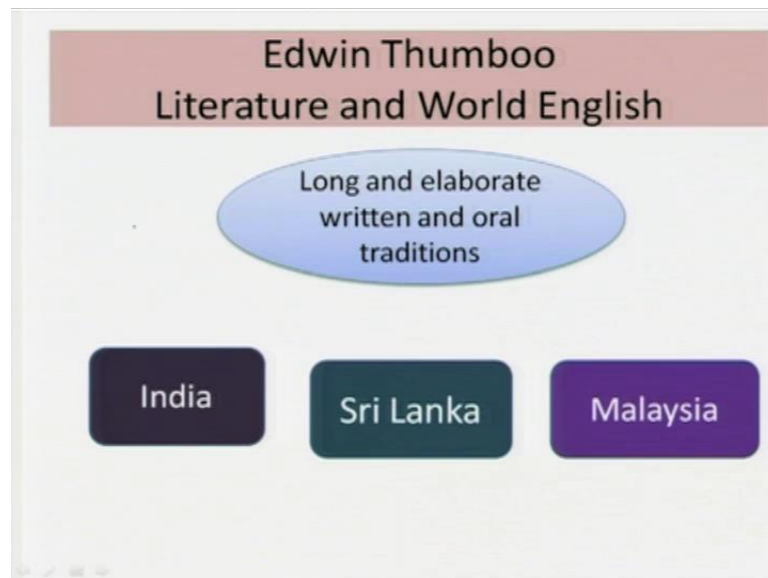 Edwin Thumboo
Literature and World English
Long and elaborate
written and oral
traditions
India
Sri Lanka
Malaysia